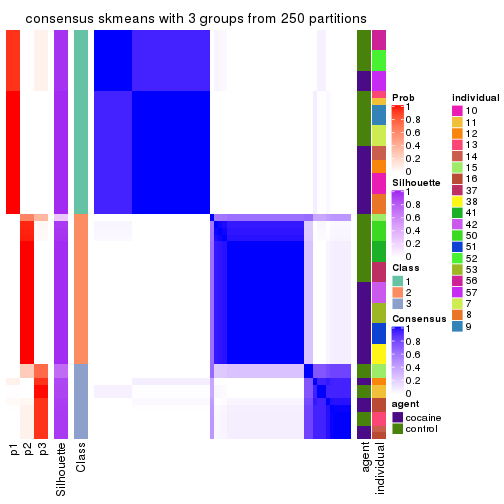 consensus skmeans with 3 groups from 250 partitions
p1
p2
p3
Silhouette
Class
agent
individual
Prob
1
0.8
0.6
0.4
0.2
0
Silhouette
1
0.8
0.6
0.4
0.2
0
Class
1
2
3
Consensus
1
0.8
0.6
0.4
0.2
0
agent
cocaine
control
individual
10
11
12
13
14
15
16
37
38
41
42
50
51
52
53
56
57
7
8
9